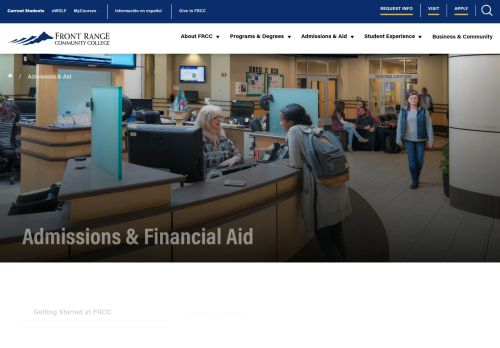 Current Students eWOLF MyCourses Información en español Give to FRCC REQUEST INFO VISIT APPLY
FRONT RANGE
COMMUNITY COLLEGE
About FRCC Programs & Degrees Admissions & Aid Student Experience Business & Community
/ Admissions & Aid
TESTING CENTER
Admissions & Financial Aid
Getting Started at FRCC